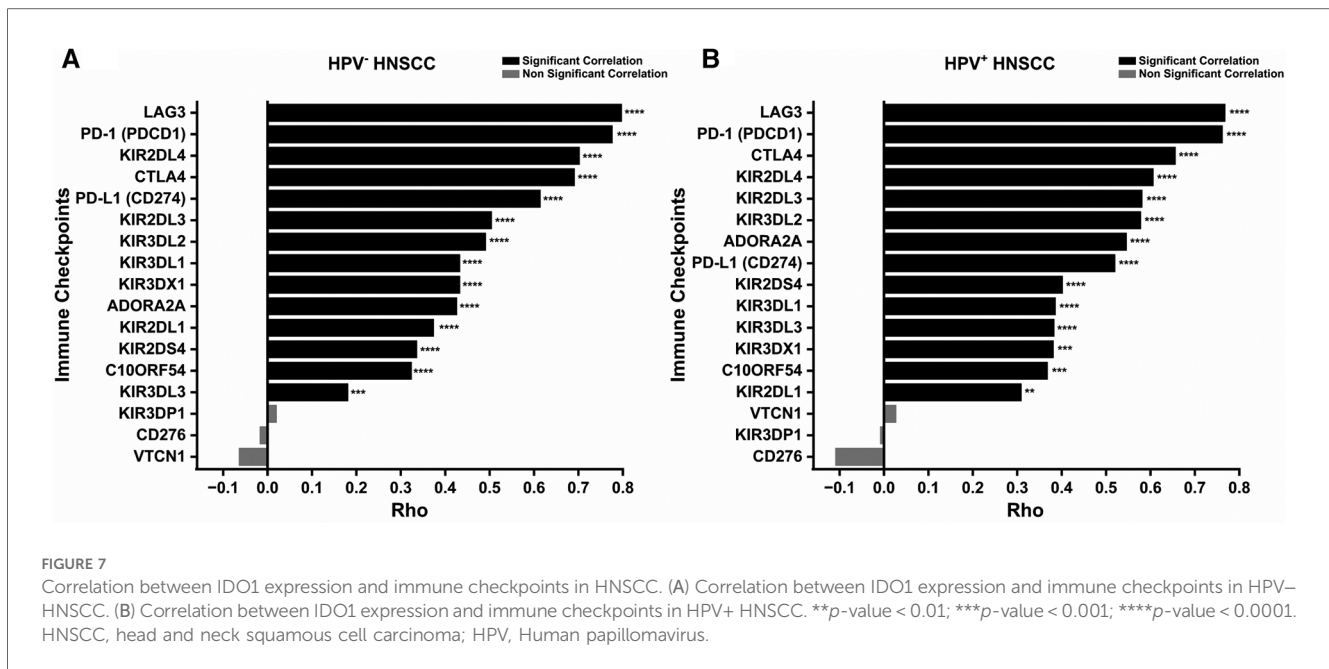 A
HPV- HNSCC
Significant Correlation
Non Significant Correlation
LAG3
PD-1 (PDCD1)
KIR2DL4
CTLA4
PD-L1 (CD274)
KIR2DL3
KIR3DL2
KIR3DL1
KIR3DX1
ADORA2A
KIR2DL1
KIR2DS4
C10ORF54
KIR3DL3
KIR3DP1
CD276
VTCN1
Immune Checkpoints
****
****
****
****
****
****
****
****
****
****
****
****
****
***
−0.1 0.0 0.1 0.2 0.3 0.4 0.5 0.6 0.7 0.8
Rho
B
HPV+ HNSCC
Significant Correlation
Non Significant Correlation
LAG3
PD-1 (PDCD1)
CTLA4
KIR2DL4
KIR2DL3
KIR3DL2
ADORA2A
PD-L1 (CD274)
KIR2DS4
KIR3DL1
KIR3DL3
KIR3DX1
C10ORF54
KIR2DL1
VTCN1
KIR3DP1
CD276
Immune Checkpoints
****
****
****
****
****
****
****
****
****
****
****
***
***
**
−0.1 0.0 0.1 0.2 0.3 0.4 0.5 0.6 0.7 0.8
Rho
FIGURE 7
Correlation between IDO1 expression and immune checkpoints in HNSCC. (A) Correlation between IDO1 expression and immune checkpoints in HPV–
HNSCC. (B) Correlation between IDO1 expression and immune checkpoints in HPV+ HNSCC. **p-value < 0.01; ***p-value < 0.001; ****p-value < 0.0001.
HNSCC, head and neck squamous cell carcinoma; HPV, Human papillomavirus.